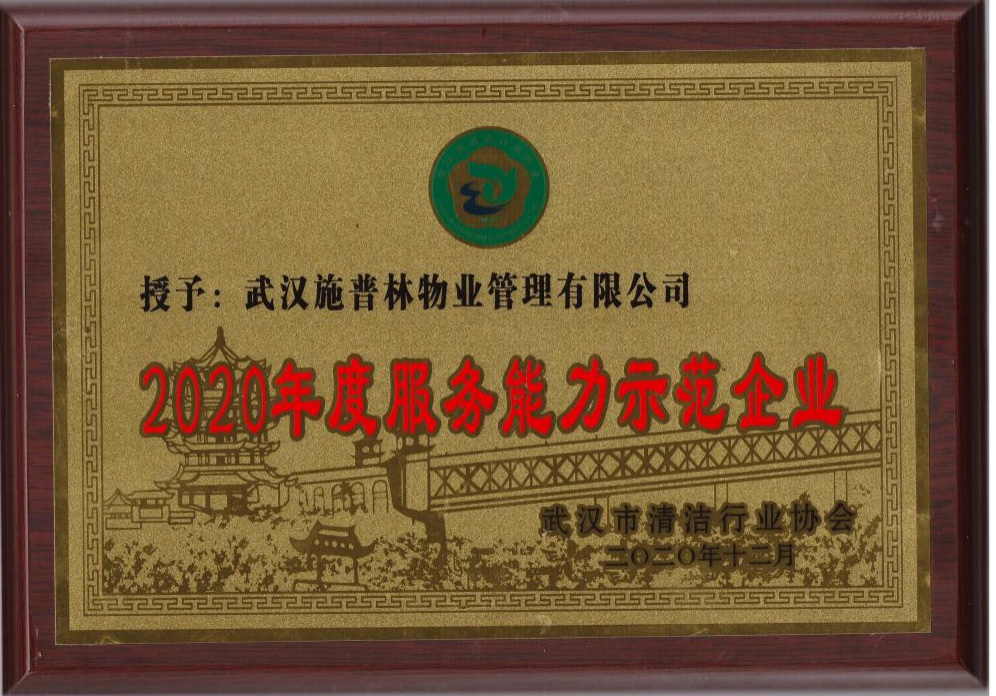 授予：武汉施普林物业管理有限公司
2020年度服务能力示范企业
武汉市清洁行业协会
二〇二〇年十二月